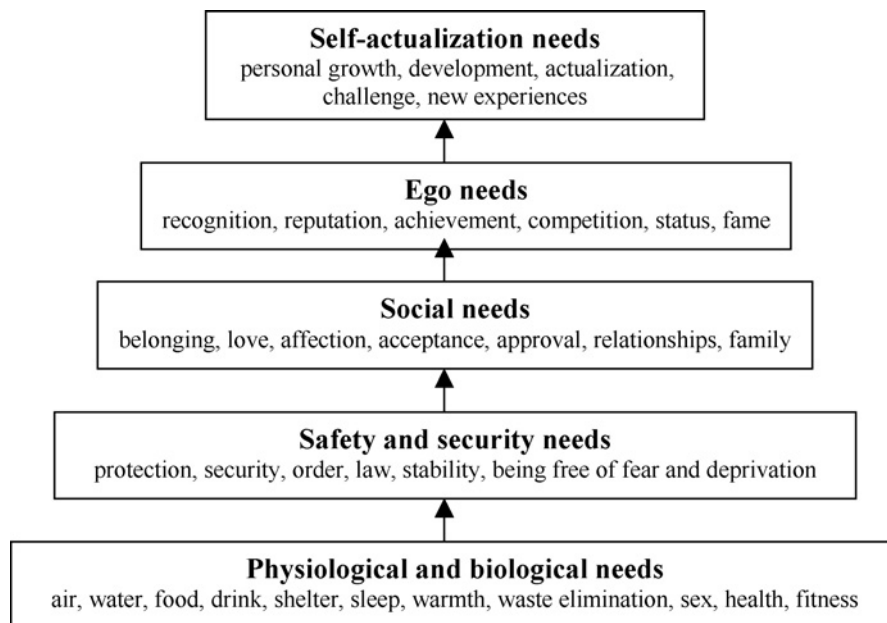 Self-actualization needs
personal growth, development, actualization,
challenge, new experiences
Ego needs
recognition, reputation, achievement, competition, status, fame
Social needs
belonging, love, affection, acceptance, approval, relationships, family
Safety and security needs
protection, security, order, law, stability, being free of fear and deprivation
Physiological and biological needs
air, water, food, drink, shelter, sleep, warmth, waste elimination, sex, health, fitness